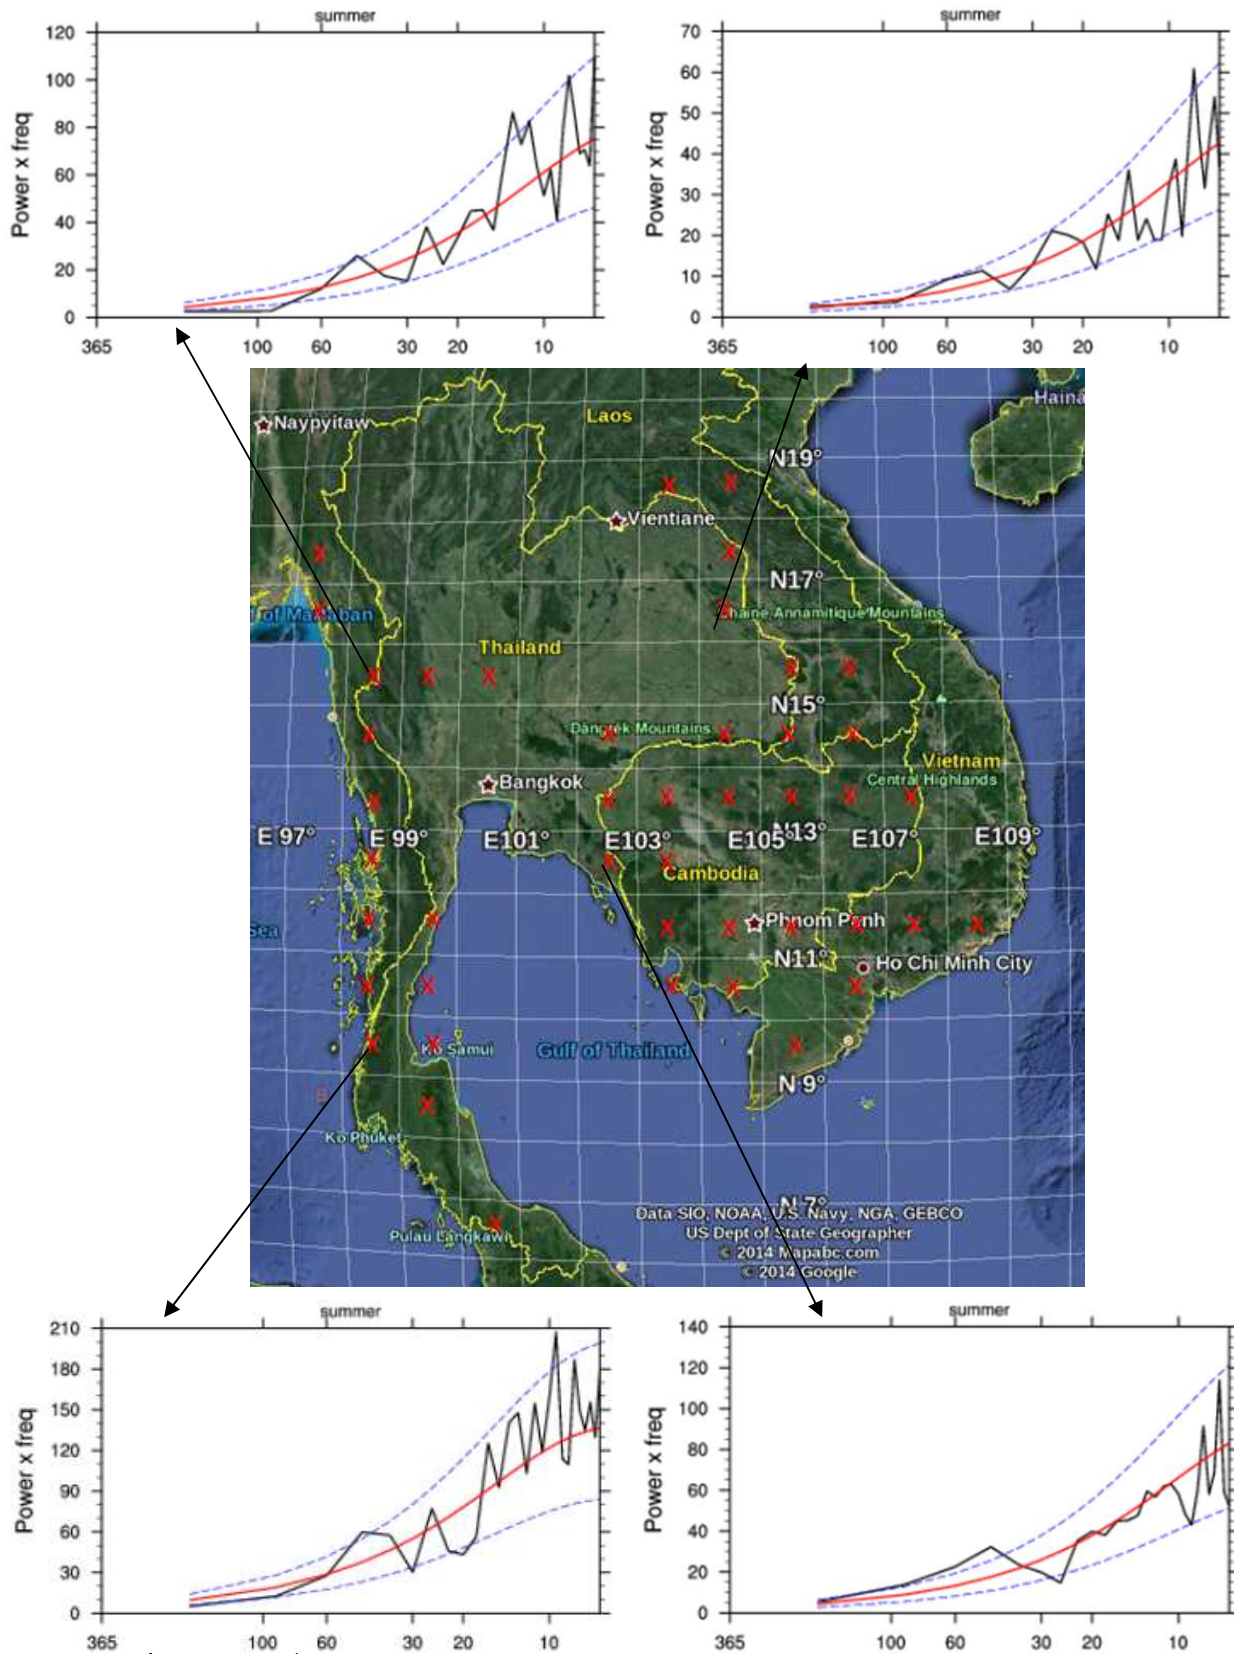 summer
summer
120
100
80
60
40
20
0
Power x freq
365
100
60
30
20
10
70
60
50
40
30
20
10
0
Power x freq
365
100
60
30
20
10
Naypyitaw
Laos
Haina
N19°
Vientiane
N17°
f of Martaban
haine Annamitique Mountains
Thailand
N15°
Dangrek Mountains
Vietnam
Bangkok
Central Highlands
E 97°
E 99°
E101°
E103°
E105°
N13°
E107°
E109°
Cambodia
Sea
Phnom Penh
N11°
Ho Chi Minh City
Ko Samui
Gulf of Thailand
N 9°
Ko Phuket
N 7°
Data SIO, NOAA, U.S. Navy, NGA, GEBCO
Pulau Langkawi
US Dept of State Geographer
© 2014 Mapabc.com
© 2014 Google
summer
summer
210
180
150
120
90
60
30
0
Power x freq
365
100
60
30
20
10
140
120
100
80
60
40
20
0
Power x freq
365
100
60
30
20
10